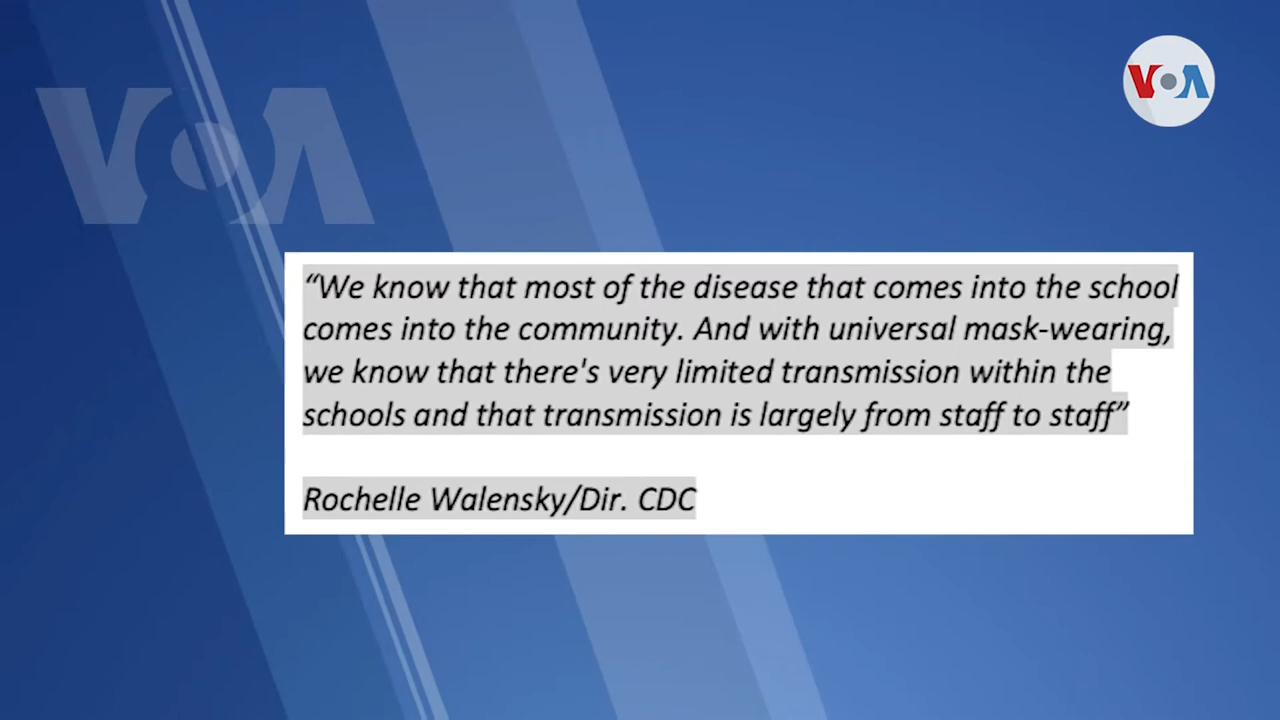 VOA
VOA
“We know that most of the disease that comes into the school
comes into the community. And with universal mask-wearing,
we know that there's very limited transmission within the
schools and that transmission is largely from staff to staff”
Rochelle Walensky/Dir. CDC